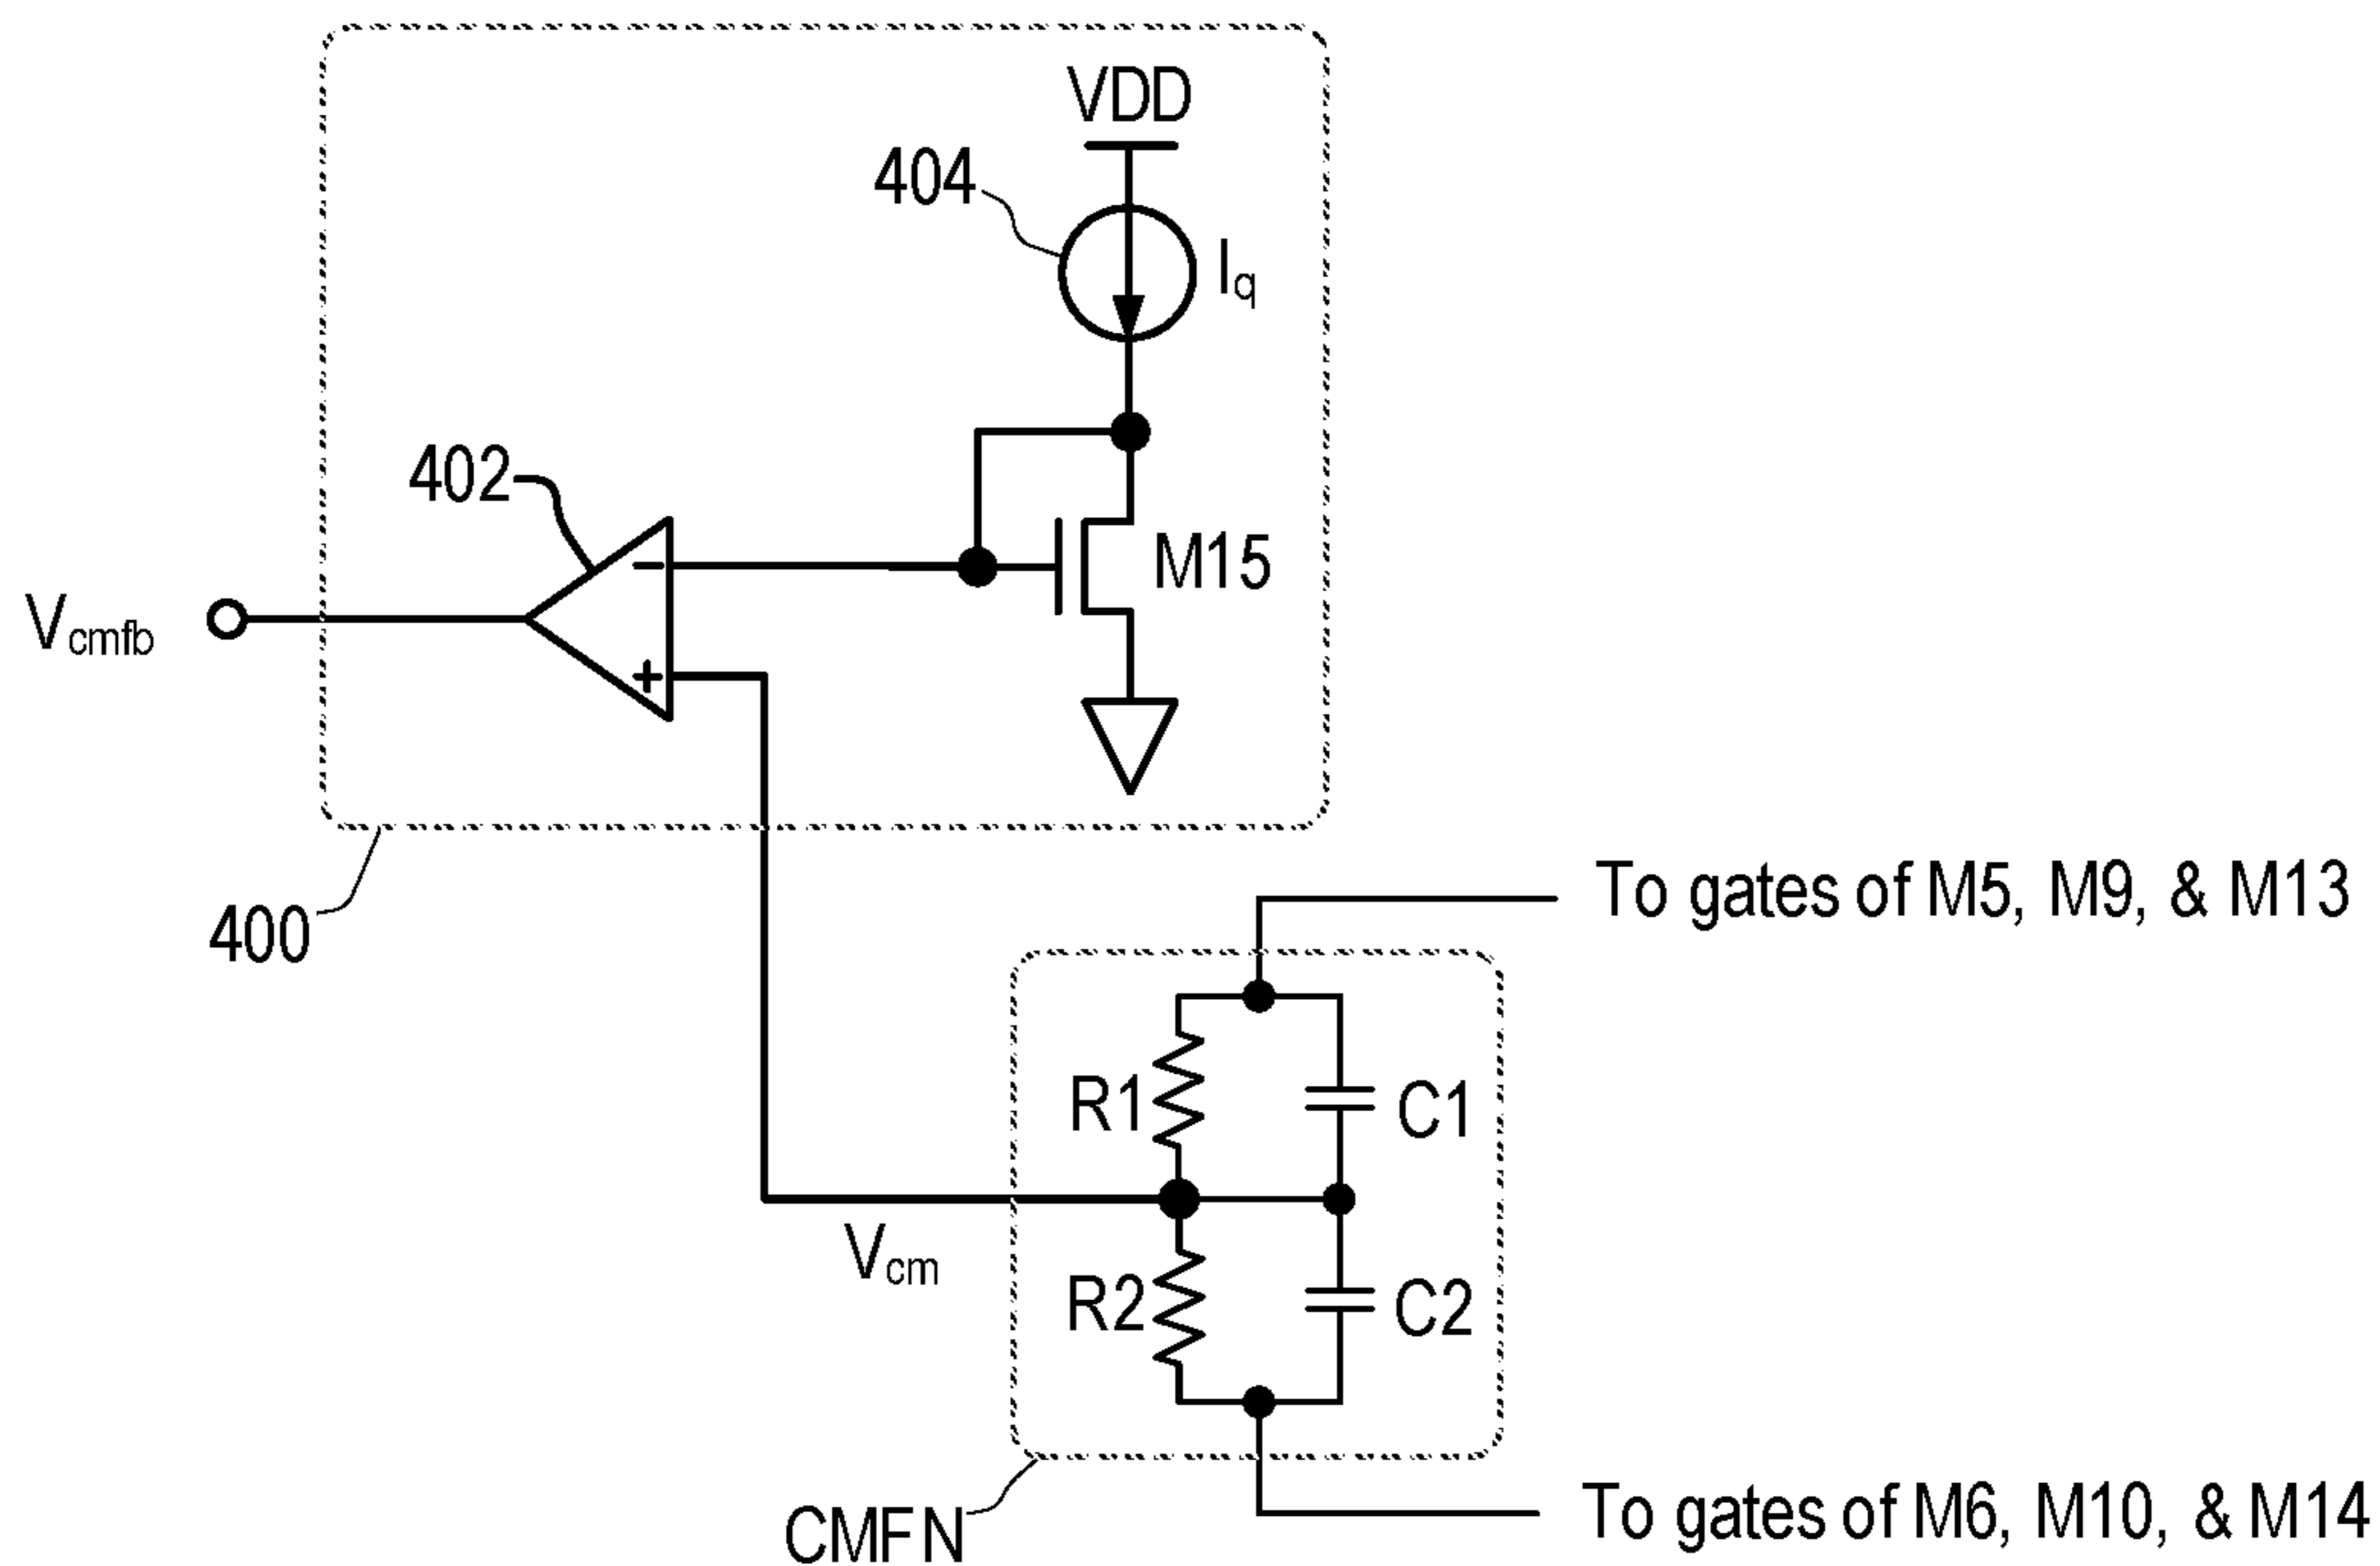 VDD
404
Iq
402
M15
−
+
Vcmfb
400
To gates of M5, M9, & M13
R1
C1
Vcm
R2
C2
CMFN
To gates of M6, M10, & M14